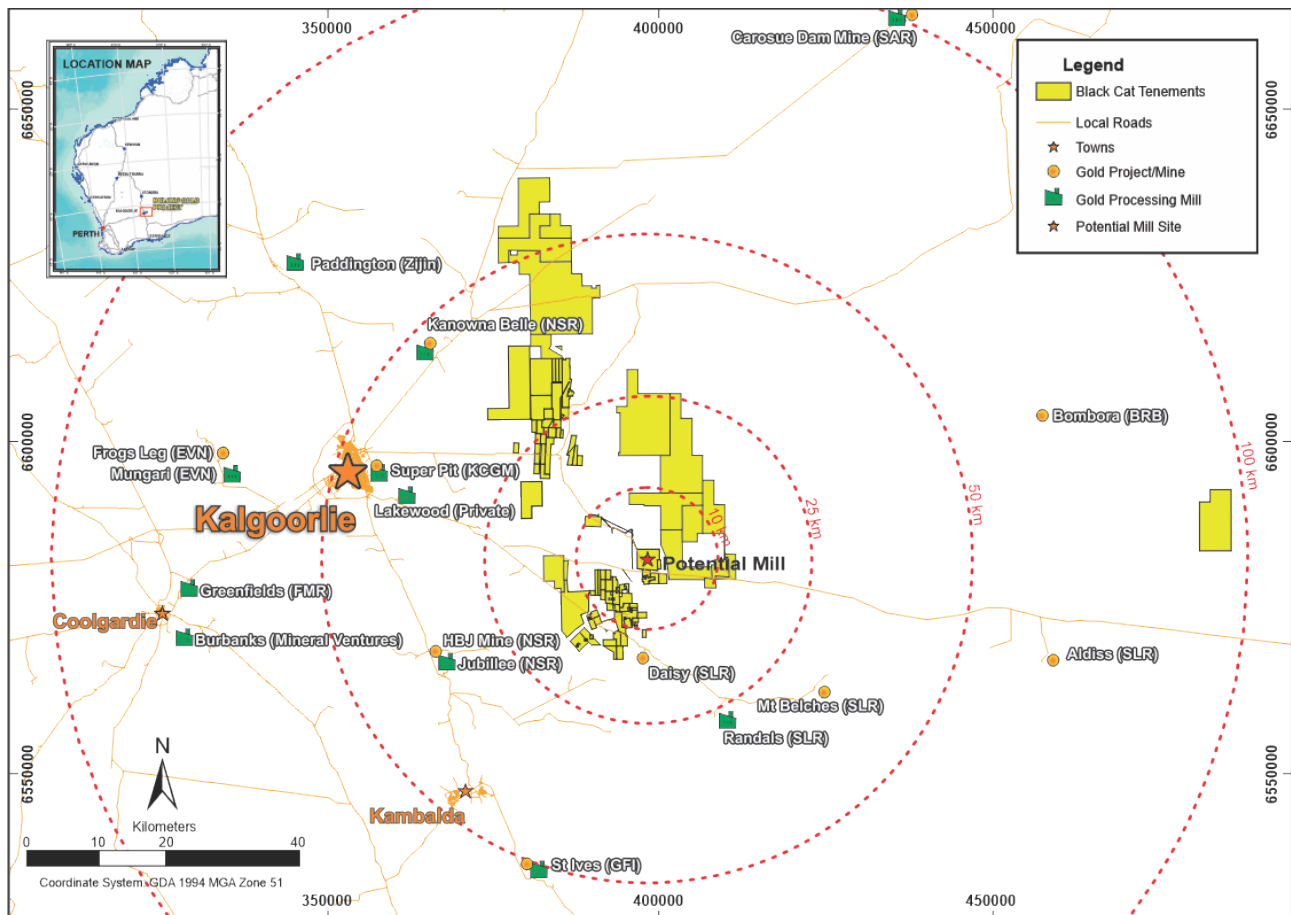 350000
400000
450000
Carosue Dam Mine (SAR)
LOCATION MAP
BULONG GOLD
PROJECT
PERTH
Legend
Black Cat Tenements
Local Roads
Towns
Gold Project/Mine
Gold Processing Mill
Potential Mill Site
6650000
6650000
Paddington (Zijin)
Kanowna Belle (NSR)
Bombora (BRB)
6600000
6600000
Frogs Leg (EVN)
Mungari (EVN)
Super Pit (KCGM)
Lakewood (Private)
Kalgoorlie
10 km
25 km
50 km
100 km
Potential Mill
Greenfields (FMR)
Coolgardie
Burbanks (Mineral Ventures)
HBJ Mine (NSR)
Jubillee (NSR)
Daisy (SLR)
Aldiss (SLR)
Mt Belches (SLR)
Randals (SLR)
6550000
6550000
N
Kambalda
Kilometers
0 10 20 40
St Ives (GFI)
Coordinate System: GDA 1994 MGA Zone 51
350000
400000
450000